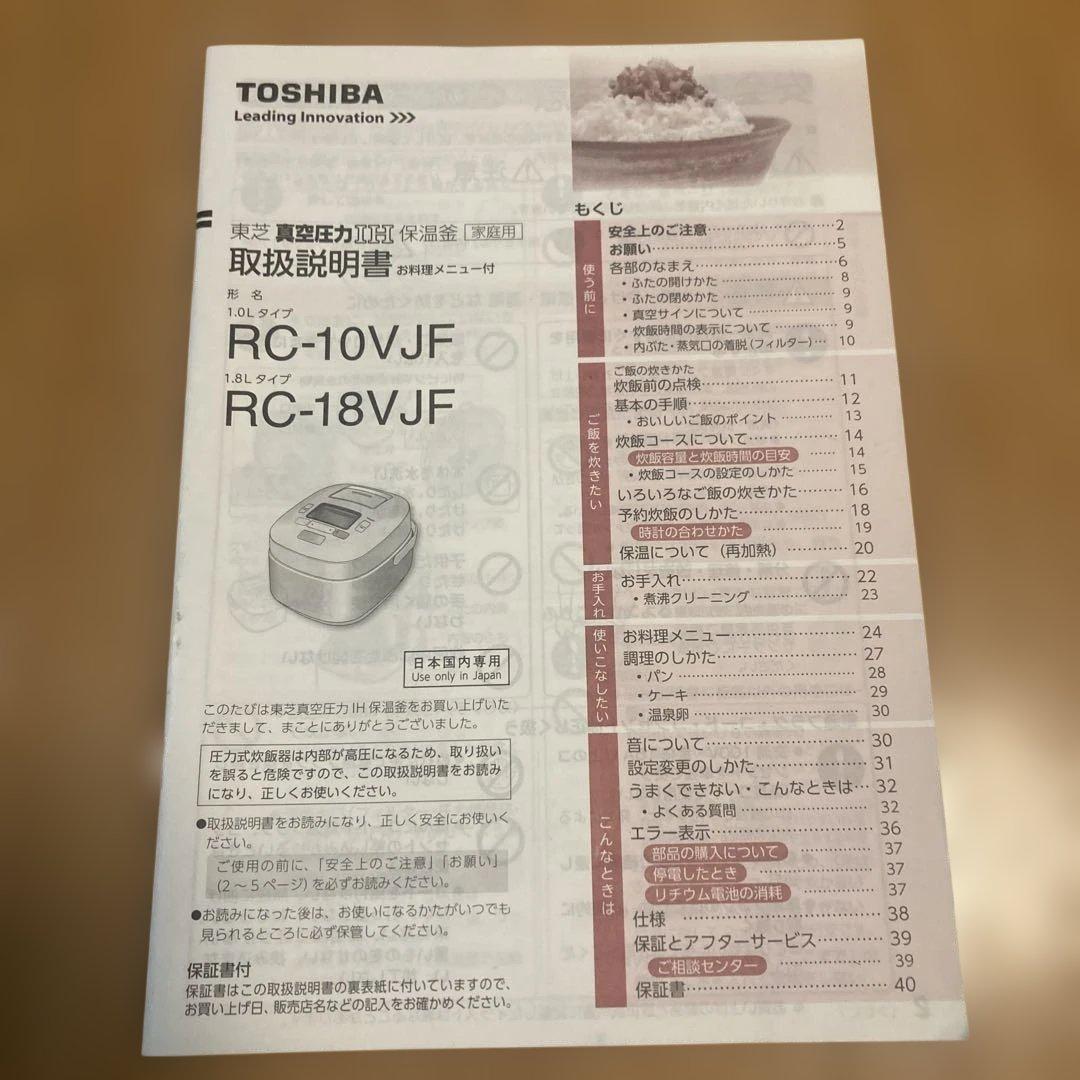 TOSHIBA
Leading Innovation >>>
東芝 真空圧力IH 保温釜 家庭用
取扱説明書 お料理メニュー付
形 名
1.0Lタイプ
RC-10VJF
1.8Lタイプ
RC-18VJF
日本国内専用
Use only in Japan
このたびは東芝真空圧力IH保温釜をお買い上げいた
だきまして、まことにありがとうございました。
圧力式炊飯器は内部が高圧になるため、取り扱い
を誤ると危険ですので、この取扱説明書をお読み
になり、正しくお使いください。
●取扱説明書をお読みになり、正しく安全にお使いく
ださい。
ご使用の前に、「安全上のご注意」「お願い」
(2〜5ページ)を必ずお読みください。
●お読みになった後は、お使いになるかたがいつでも
見られるところに必ず保管してください。
保証書付
保証書はこの取扱説明書の裏表紙に付いていますので、
お買い上げ日、販売店名などの記入をお確かめください。
もくじ
使う前に
安全上のご注意…………………2
お願い…………………5
各部のなまえ…………………6
・ふたの開けかた…………………8
・ふたの閉めかた…………………9
・真空サインについて…………………9
・炊飯時間の表示について…………………9
・内ぶた・蒸気口の着脱(フィルター)…10
ご飯を炊きたい
ご飯の炊きかた
炊飯前の点検…………………11
基本の手順…………………12
・おいしいご飯のポイント…………13
炊飯コースについて…………………14
炊飯容量と炊飯時間の目安……14
・炊飯コースの設定のしかた………15
いろいろなご飯の炊きかた………16
予約炊飯のしかた…………………18
時計の合わせかた…………………19
保温について(再加熱)…………20
お手入れ
お手入れ…………………22
・煮沸クリーニング…………………23
使いこなしたい
お料理メニュー…………………24
調理のしかた…………………27
・パン…………………28
・ケーキ…………………29
・温泉卵…………………30
こんなときは
音について…………………30
設定変更のしかた…………………31
うまくできない・こんなときは…32
・よくある質問…………………32
エラー表示…………………36
部品の購入について…………………37
停電したとき…………………37
リチウム電池の消耗…………………37
仕様…………………38
保証とアフターサービス…………39
ご相談センター…………………39
保証書…………………40